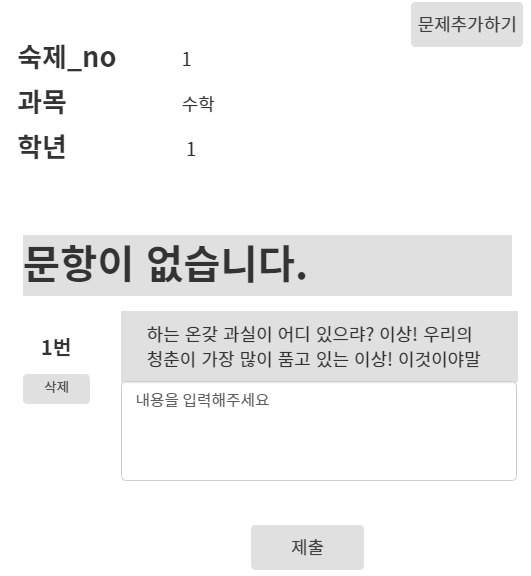 문제추가하기
숙제_no 1
과목 수학
학년 1
문항이 없습니다.
1번
삭제
하는 온갖 과실이 어디 있으랴? 이상! 우리의
청춘이 가장 많이 품고 있는 이상! 이것이야말
내용을 입력해주세요
제출